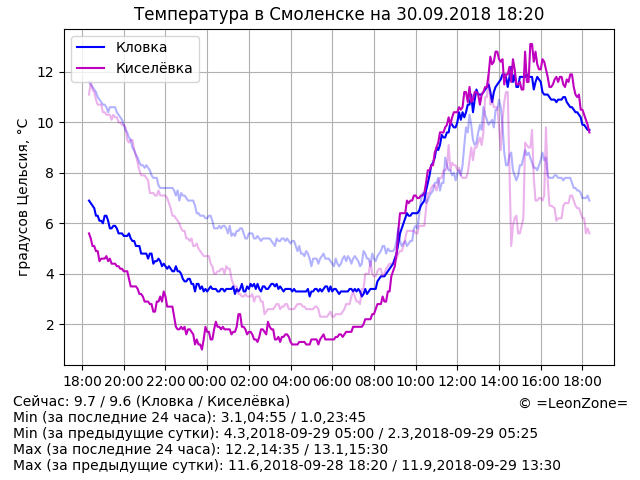 Температура в Смоленске на 30.09.2018 18:20
Кловка
Киселёвка
градусов Цельсия, °C
12
10
8
6
4
2
18:00 20:00 22:00 00:00 02:00 04:00 06:00 08:00 10:00 12:00 14:00 16:00 18:00
Сейчас: 9.7 / 9.6 (Кловка / Киселёвка)
© =LeonZone=
Min (за последние 24 часа): 3.1,04:55 / 1.0,23:45
Min (за предыдущие сутки): 4.3,2018-09-29 05:00 / 2.3,2018-09-29 05:25
Max (за последние 24 часа): 12.2,14:35 / 13.1,15:30
Max (за предыдущие сутки): 11.6,2018-09-28 18:20 / 11.9,2018-09-29 13:30